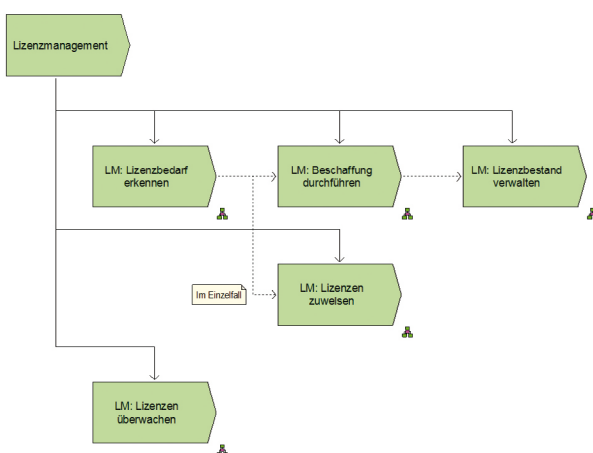 Lizenzmanagement
LM: Lizenzbedarf
erkennen
LM: Beschaffung
durchführen
LM: Lizenzbestand
verwalten
Im Einzelfall
LM: Lizenzen
zuweisen
LM: Lizenzen
überwachen